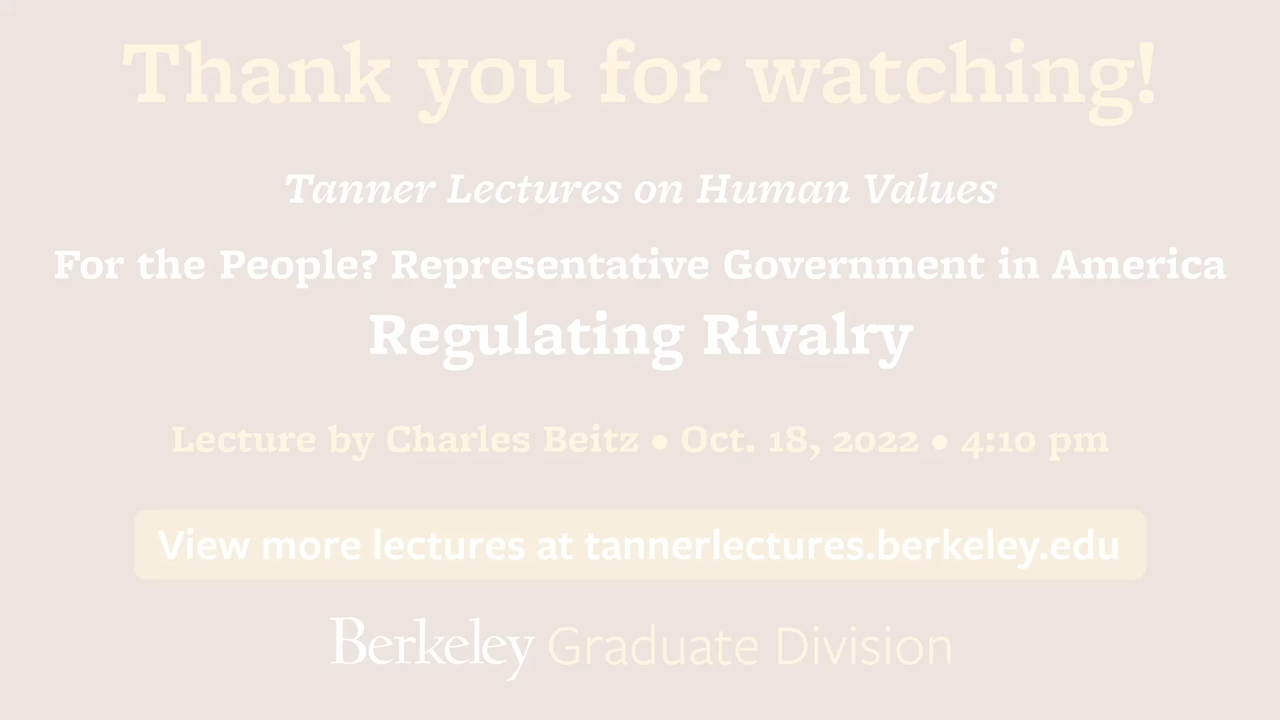 Thank you for watching!
Tanner Lectures on Human Values
For the People? Representative Government in America
Regulating Rivalry
Lecture by Charles Beitz • Oct. 18, 2022 • 4:10 pm
View more lectures at tannerlectures.berkeley.edu
Berkeley Graduate Division